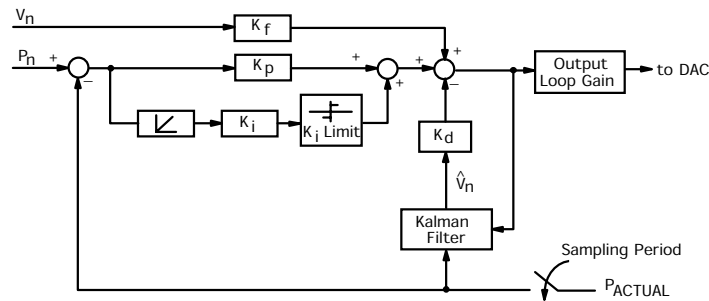 Vn
Kf
Pn
+
−
Kp
+
+
+
+
−
Output
Loop Gain
to DAC
Ki
Ki Limit
Kd
V̂n
Kalman
Filter
Sampling Period
PACTUAL